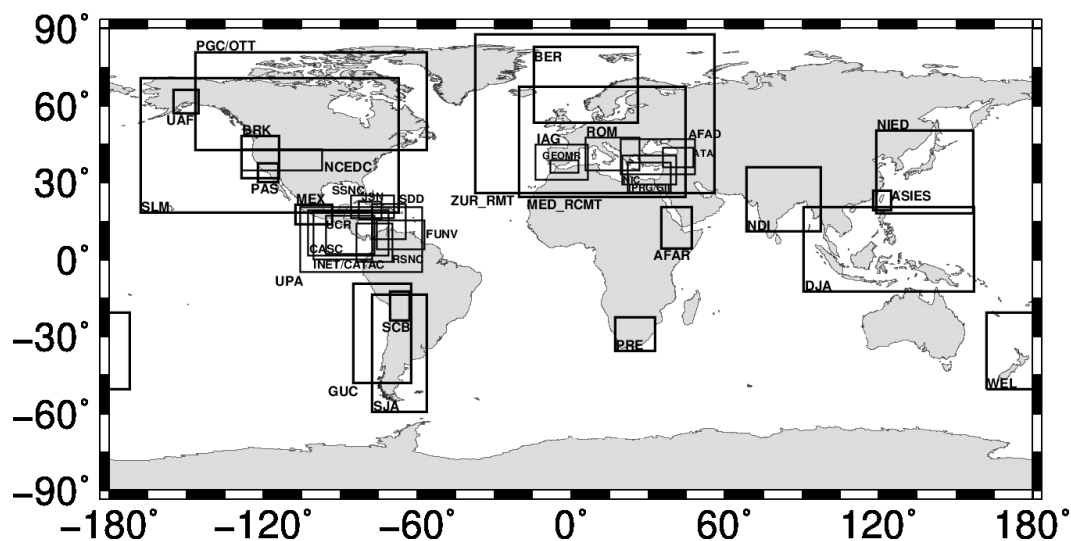 90°
PGC/OTT
BER
60°
UAF
BRK
NIED
IAG
ROM
AFAD
GEOMR
ATA
NCEDC
30°
PAS
NIC
IPRG/GII
SSNC
JSN
SDD
ASIES
SLM
MEX
ZUR_RMT
MED_RCMT
UCR
FUNV
NDI
CASC
RSNC
AFAR
0°
INET/CATAC
UPA
DJA
SCB
−30°
PRE
GUC
SJA
WEL
−60°
−90°
−180°
−120°
−60°
0°
60°
120°
180°